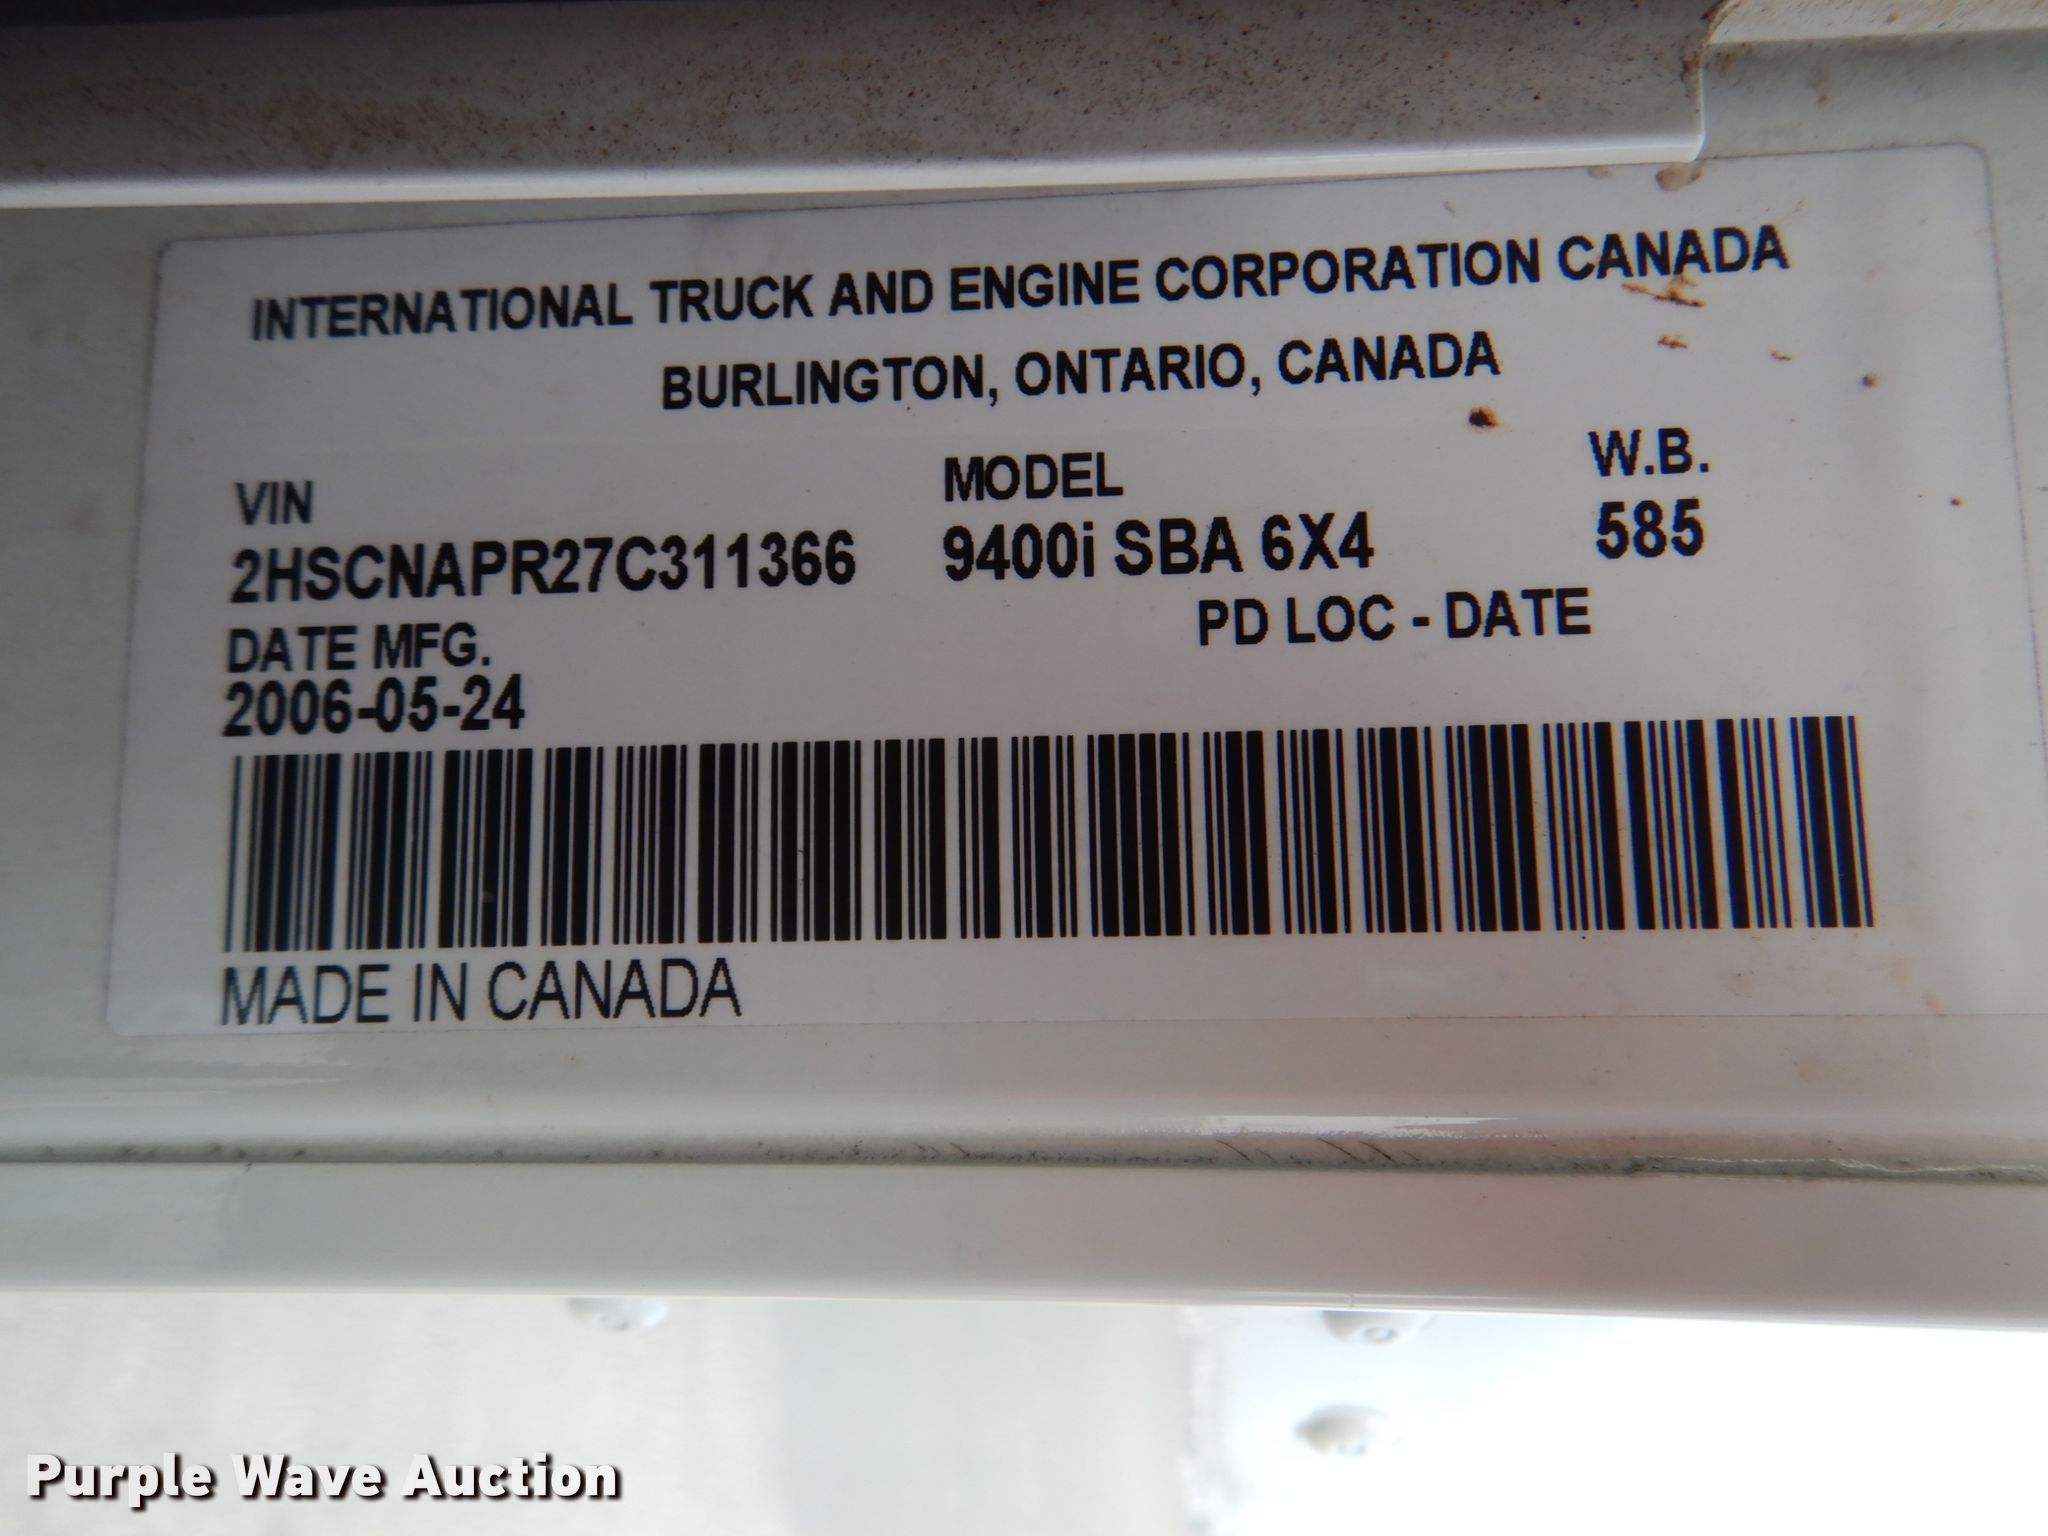 INTERNATIONAL TRUCK AND ENGINE CORPORATION CANADA
BURLINGTON, ONTARIO, CANADA
VIN MODEL W.B.
2HSCNAPR27C311366 9400i SBA 6X4 585
DATE MFG. PD LOC - DATE
2006-05-24
MADE IN CANADA
Purple Wave Auction